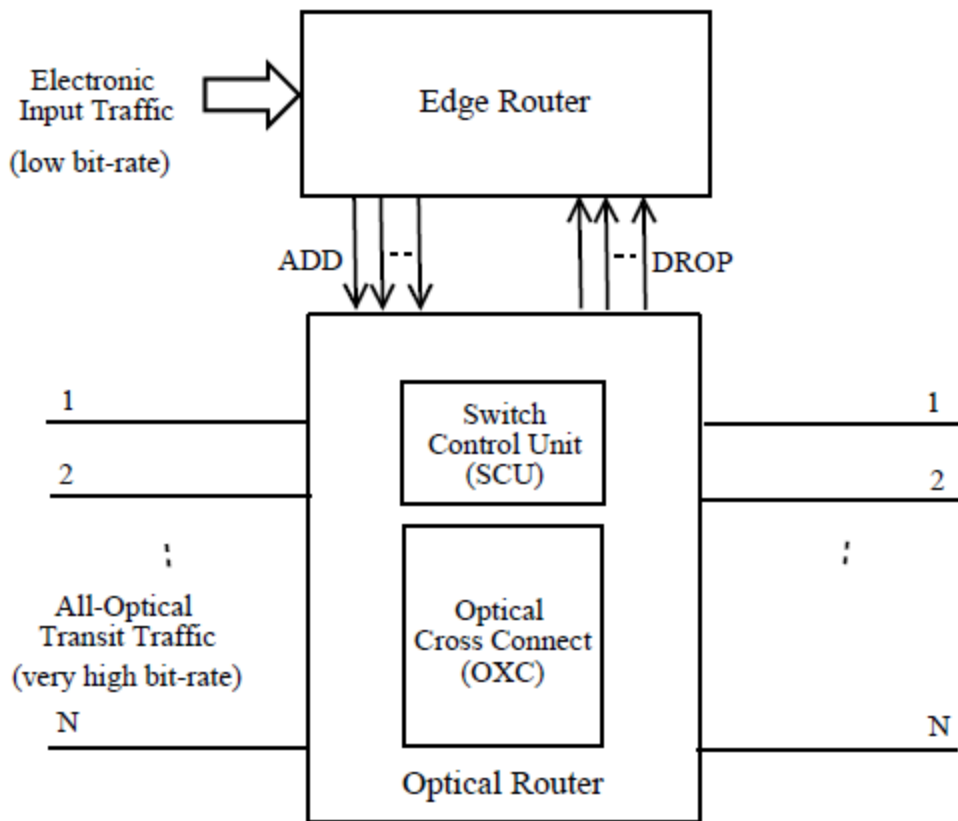 Electronic
Input Traffic
(low bit-rate)
Edge Router
ADD
DROP
1
2
All-Optical
Transit Traffic
(very high bit-rate)
N
Switch
Control Unit
(SCU)
Optical
Cross Connect
(OXC)
Optical Router
1
2
N